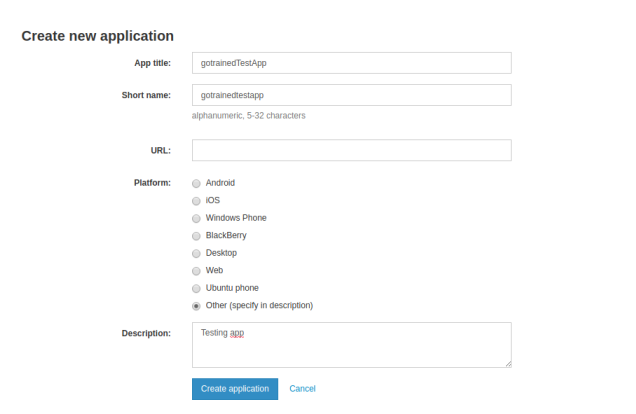 Create new application
App title:
gotrainedTestApp
Short name:
gotrainedtestapp
alphanumeric, 5-32 characters
URL:
Platform:
Android
iOS
Windows Phone
BlackBerry
Desktop
Web
Ubuntu phone
Other (specify in description)
Description:
Testing app
Create application Cancel